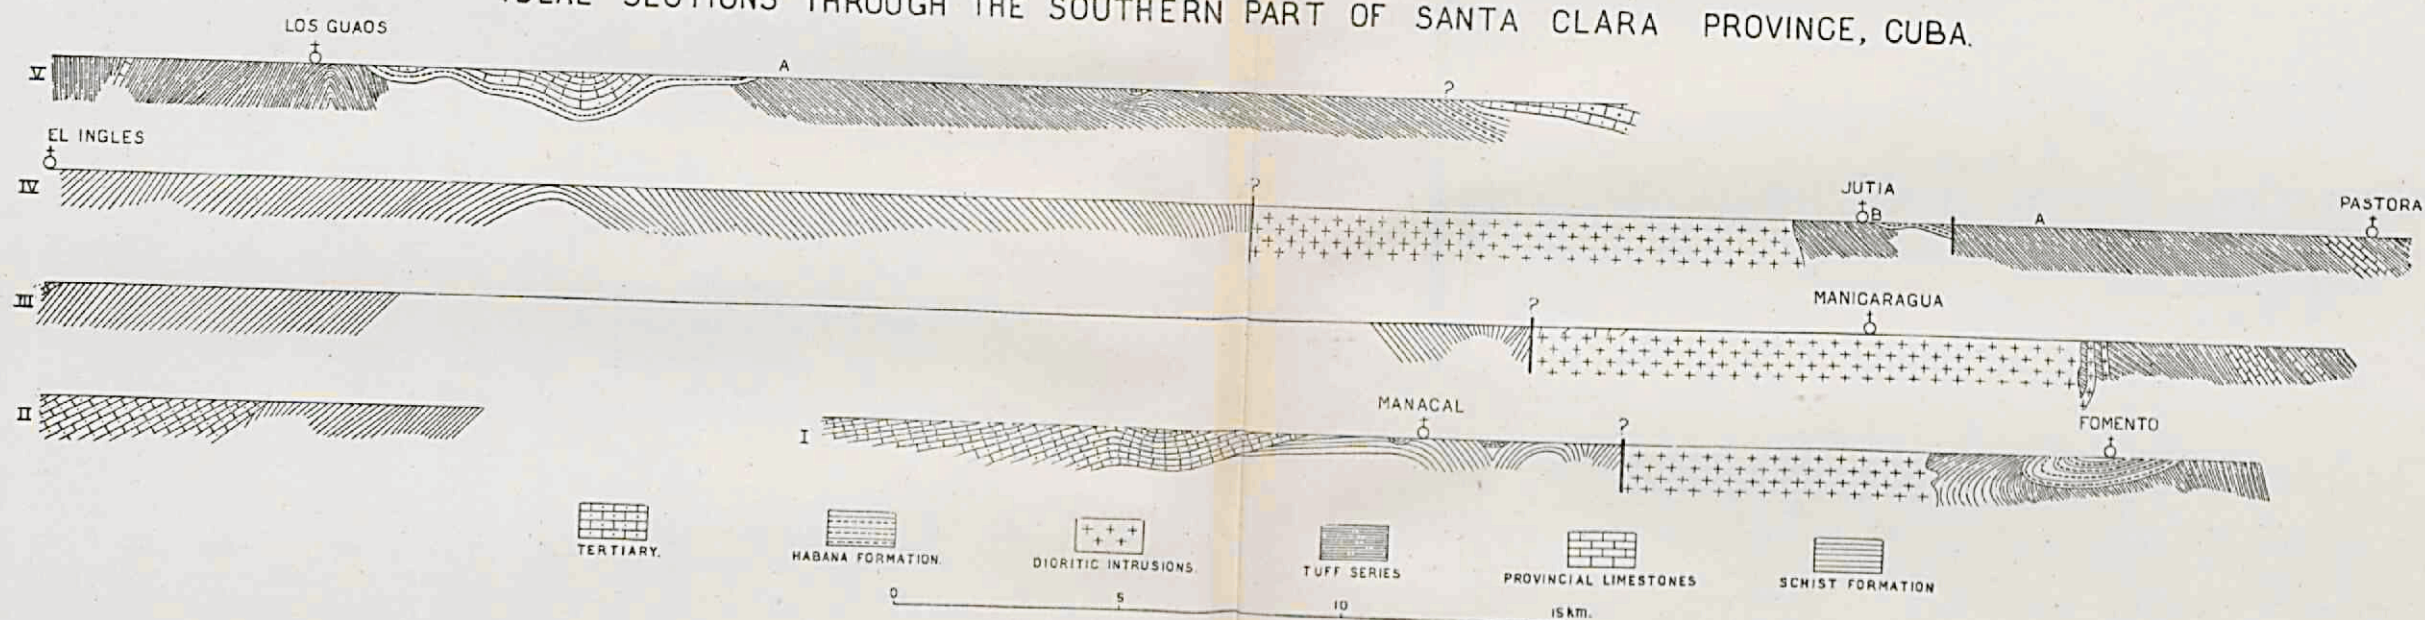 IDEAL SECTIONS THROUGH THE SOUTHERN PART OF SANTA CLARA PROVINCE, CUBA.
LOS GUAOS
V
A
?
EL INGLES
IV
?
JUTIA
B
A
PASTORA
III
?
MANICARAGUA
II
I
MANACAL
?
FOMENTO
TERTIARY.
HABANA FORMATION.
DIORITIC INTRUSIONS.
TUFF SERIES
PROVINCIAL LIMESTONES
SCHIST FORMATION
0 5 10 15 km.